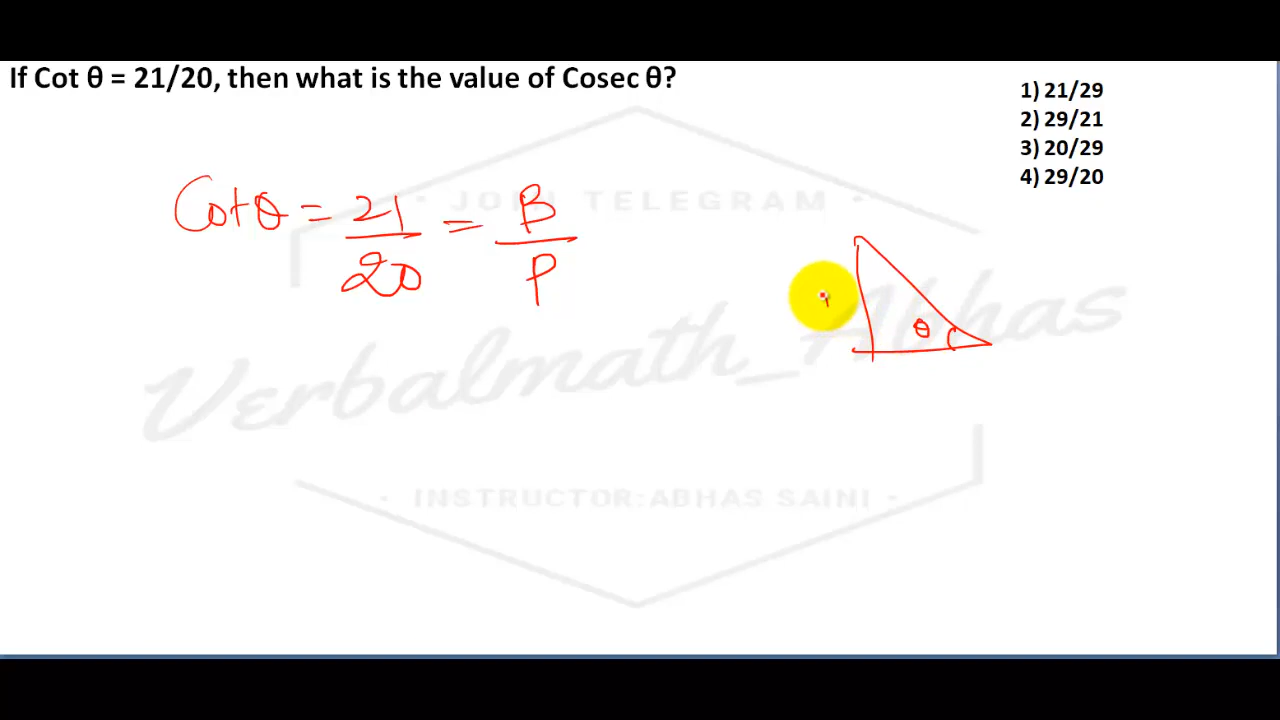 If Cot θ = 21/20, then what is the value of Cosec θ?
1) 21/29
2) 29/21
3) 20/29
4) 29/20
· JOIN TELEGRAM ·
Cot θ = 21/20 = B/P
θ
Verbalmath_Abhas
· INSTRUCTOR:ABHAS SAINI ·